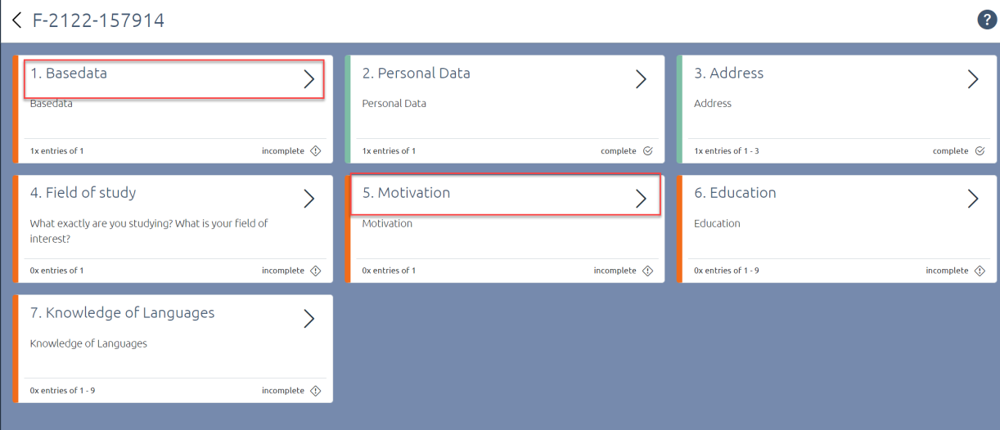 F-2122-157914
?
1. Basedata
Basedata
1x entries of 1
incomplete
2. Personal Data
Personal Data
1x entries of 1
complete
3. Address
Address
1x entries of 1 - 3
complete
4. Field of study
What exactly are you studying? What is your field of
interest?
0x entries of 1
incomplete
5. Motivation
Motivation
0x entries of 1
incomplete
6. Education
Education
0x entries of 1 - 9
incomplete
7. Knowledge of Languages
Knowledge of Languages
0x entries of 1 - 9
incomplete